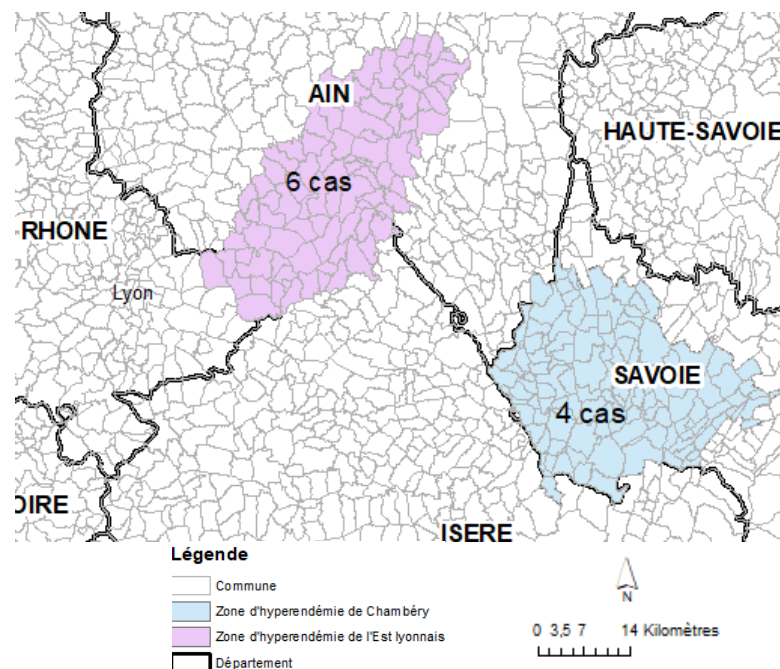 AIN
HAUTE-SAVOIE
6 cas
RHONE
Lyon
SAVOIE
4 cas
OIRE
ISERE
Légende
Commune
Zone d'hyperendémie de Chambéry
Zone d'hyperendémie de l'Est lyonnais
Département
N
0 3,5 7 14 Kilomètres